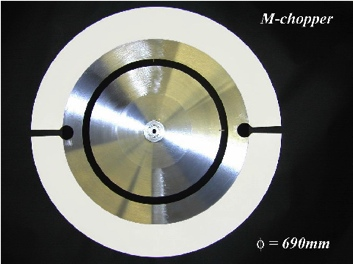 M-chopper
ϕ = 690mm